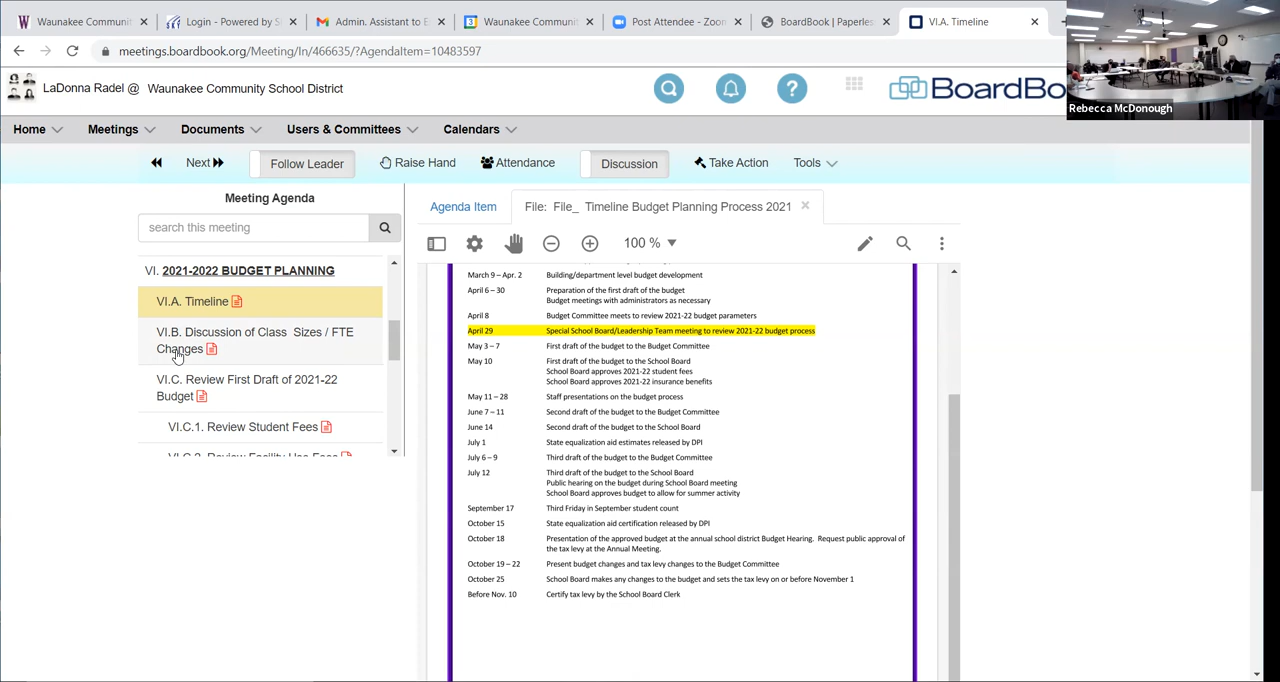 Waunakee Communit
Login - Powered by S
Admin. Assistant to E
Waunakee Communit
Post Attendee - Zoom
BoardBook | Paperles
VI.A. Timeline
meetings.boardbook.org/Meeting/In/466635/?AgendaItem=10483597
LaDonna Radel @ Waunakee Community School District
BoardBo
Rebecca McDonough
Home Meetings Documents Users & Committees Calendars
Next Follow Leader Raise Hand Attendance Discussion Take Action Tools
Meeting Agenda
search this meeting
VI. 2021-2022 BUDGET PLANNING
VI.A. Timeline
VI.B. Discussion of Class Sizes / FTE
Changes
VI.C. Review First Draft of 2021-22
Budget
VI.C.1. Review Student Fees
VI.C.2. Review Facility Use Fees
Agenda Item File: File_ Timeline Budget Planning Process 2021
100 %
March 9 – Apr. 2 Building/department level budget development
April 6 – 30 Preparation of the first draft of the budget
Budget meetings with administrators as necessary
April 8 Budget Committee meets to review 2021-22 budget parameters
April 29 Special School Board/Leadership Team meeting to review 2021-22 budget process
May 3 – 7 First draft of the budget to the Budget Committee
May 10 First draft of the budget to the School Board
School Board approves 2021-22 student fees
School Board approves 2021-22 insurance benefits
May 11 – 28 Staff presentations on the budget process
June 7 – 11 Second draft of the budget to the Budget Committee
June 14 Second draft of the budget to the School Board
July 1 State equalization aid estimates released by DPI
July 6 – 9 Third draft of the budget to the Budget Committee
July 12 Third draft of the budget to the School Board
Public hearing on the budget during School Board meeting
School Board approves budget to allow for summer activity
September 17 Third Friday in September student count
October 15 State equalization aid certification released by DPI
October 18 Presentation of the approved budget at the annual school district Budget Hearing. Request public approval of
the tax levy at the Annual Meeting.
October 19 – 22 Present budget changes and tax levy changes to the Budget Committee
October 25 School Board makes any changes to the budget and sets the tax levy on or before November 1
Before Nov. 10 Certify tax levy by the School Board Clerk